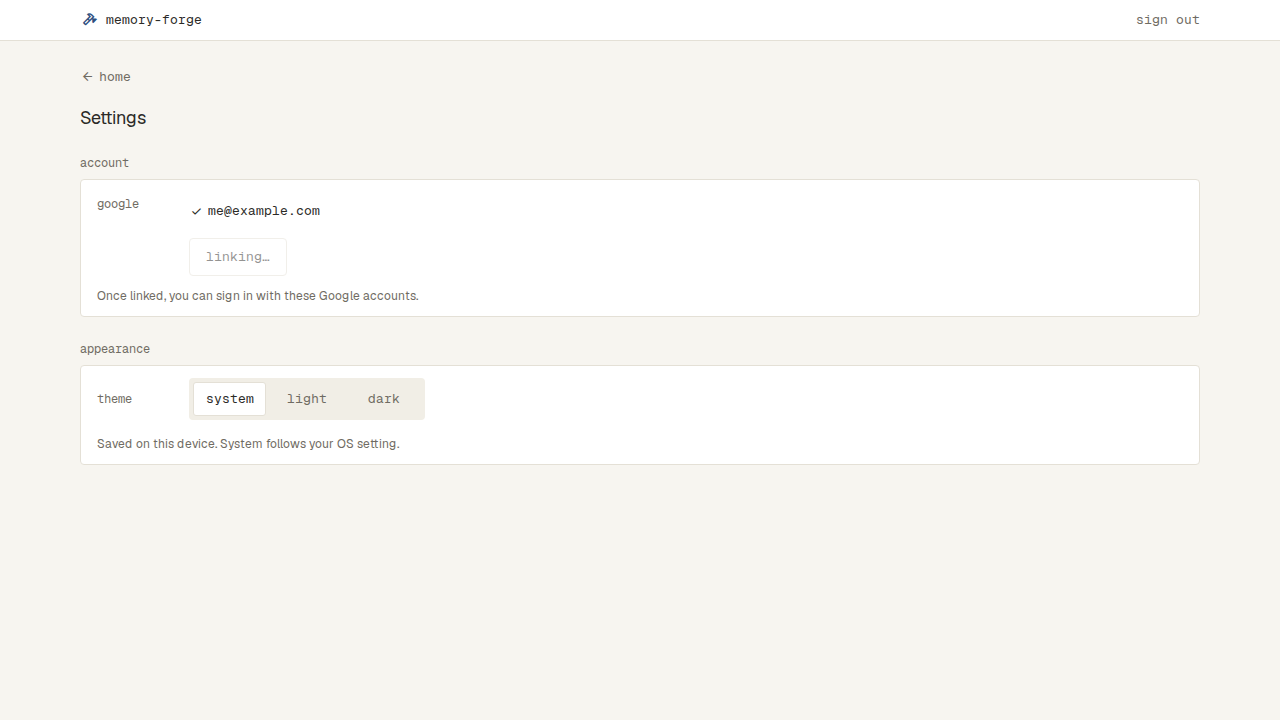 memory-forge
sign out
← home
Settings
account
google
✓ me@example.com
linking…
Once linked, you can sign in with these Google accounts.
appearance
theme
system light dark
Saved on this device. System follows your OS setting.